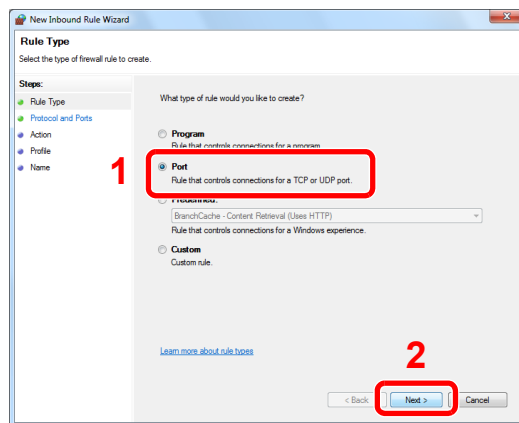 New Inbound Rule Wizard
Rule Type
Select the type of firewall rule to create.
Steps:
Rule Type
Protocol and Ports
Action
Profile
Name
What type of rule would you like to create?
Program
Rule that controls connections for a program.
1
Port
Rule that controls connections for a TCP or UDP port.
Predefined:
BranchCache - Content Retrieval (Uses HTTP)
Rule that controls connections for a Windows experience.
Custom
Custom rule.
Learn more about rule types
2
< Back
Next >
Cancel